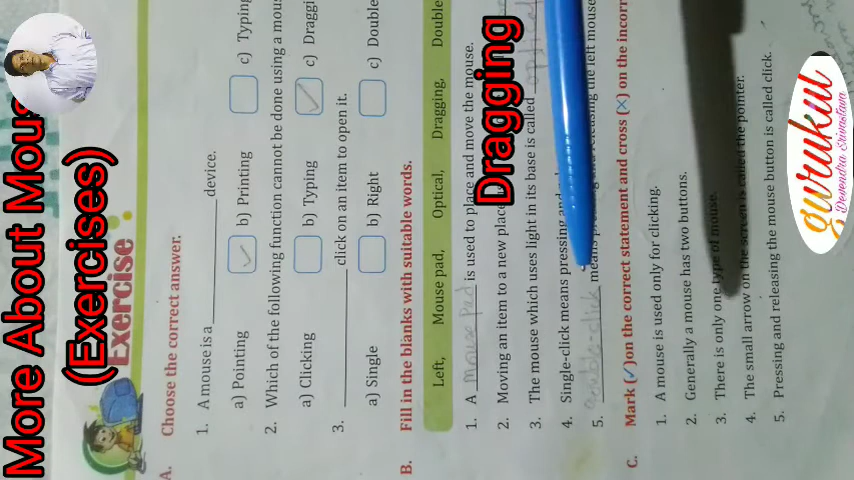 More About Mous
(Exercises)
Exercise
A. Choose the correct answer.
1. A mouse is a ________ device.
a) Pointing b) Printing c) Typing
2. Which of the following function cannot be done using a mous
a) Clicking b) Typing c) Draggi
3. ________ click on an item to open it.
a) Single b) Right c) Double
B. Fill in the blanks with suitable words.
Left, Mouse pad, Optical, Dragging, Double
1. A mouse pad is used to place and move the mouse.
2. Moving an item to a new place
Dragging
3. The mouse which uses light in its base is called optical
4. Single-click means pressing and
5. double-click means pressing and releasing the left mouse
C. Mark (✓)on the correct statement and cross (✕) on the incorr
1. A mouse is used only for clicking.
2. Generally a mouse has two buttons.
3. There is only one type of mouse.
4. The small arrow on the screen is called the pointer.
5. Pressing and releasing the mouse button is called click.
gurukul
Devendra Srivastava